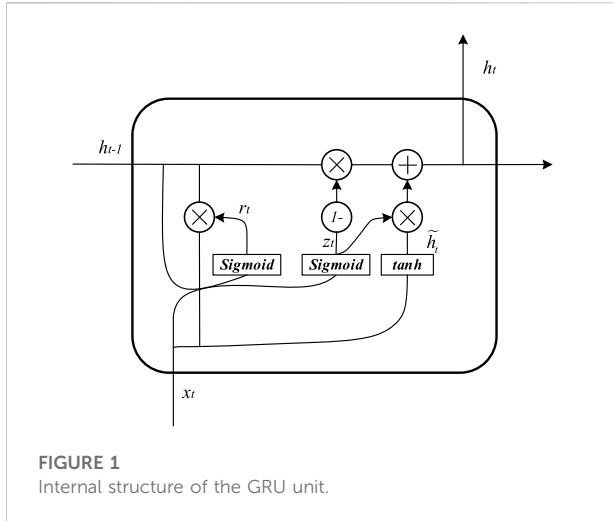 hₜ
hₜ₋₁
rₜ
1-
zₜ
h̃ₜ
Sigmoid
Sigmoid
tanh
xₜ
FIGURE 1
Internal structure of the GRU unit.